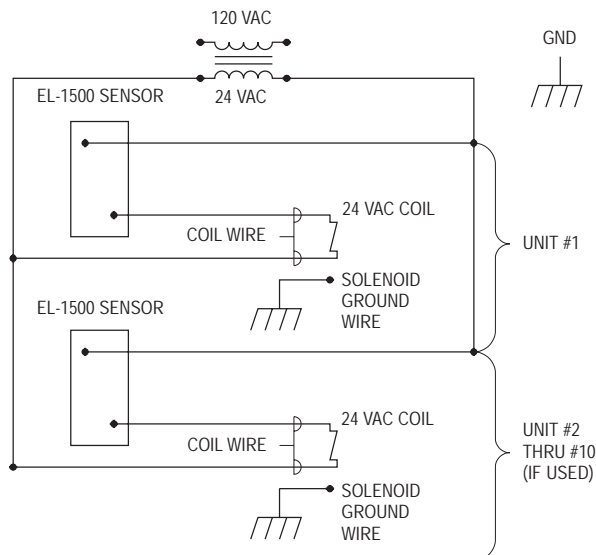 120 VAC
24 VAC
GND
EL-1500 SENSOR
24 VAC COIL
COIL WIRE
UNIT #1
SOLENOID
GROUND
WIRE
EL-1500 SENSOR
24 VAC COIL
COIL WIRE
UNIT #2
THRU #10
(IF USED)
SOLENOID
GROUND
WIRE